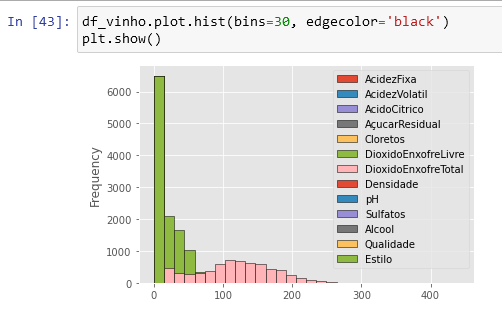 In [43]: df_vinho.plot.hist(bins=30, edgecolor='black')
plt.show()
6000
5000
4000
3000
2000
1000
0
Frequency
0 100 200 300 400
AcidezFixa
AcidezVolatil
AcidoCitrico
AçucarResidual
Cloretos
DioxidoEnxofreLivre
DioxidoEnxofreTotal
Densidade
pH
Sulfatos
Alcool
Qualidade
Estilo